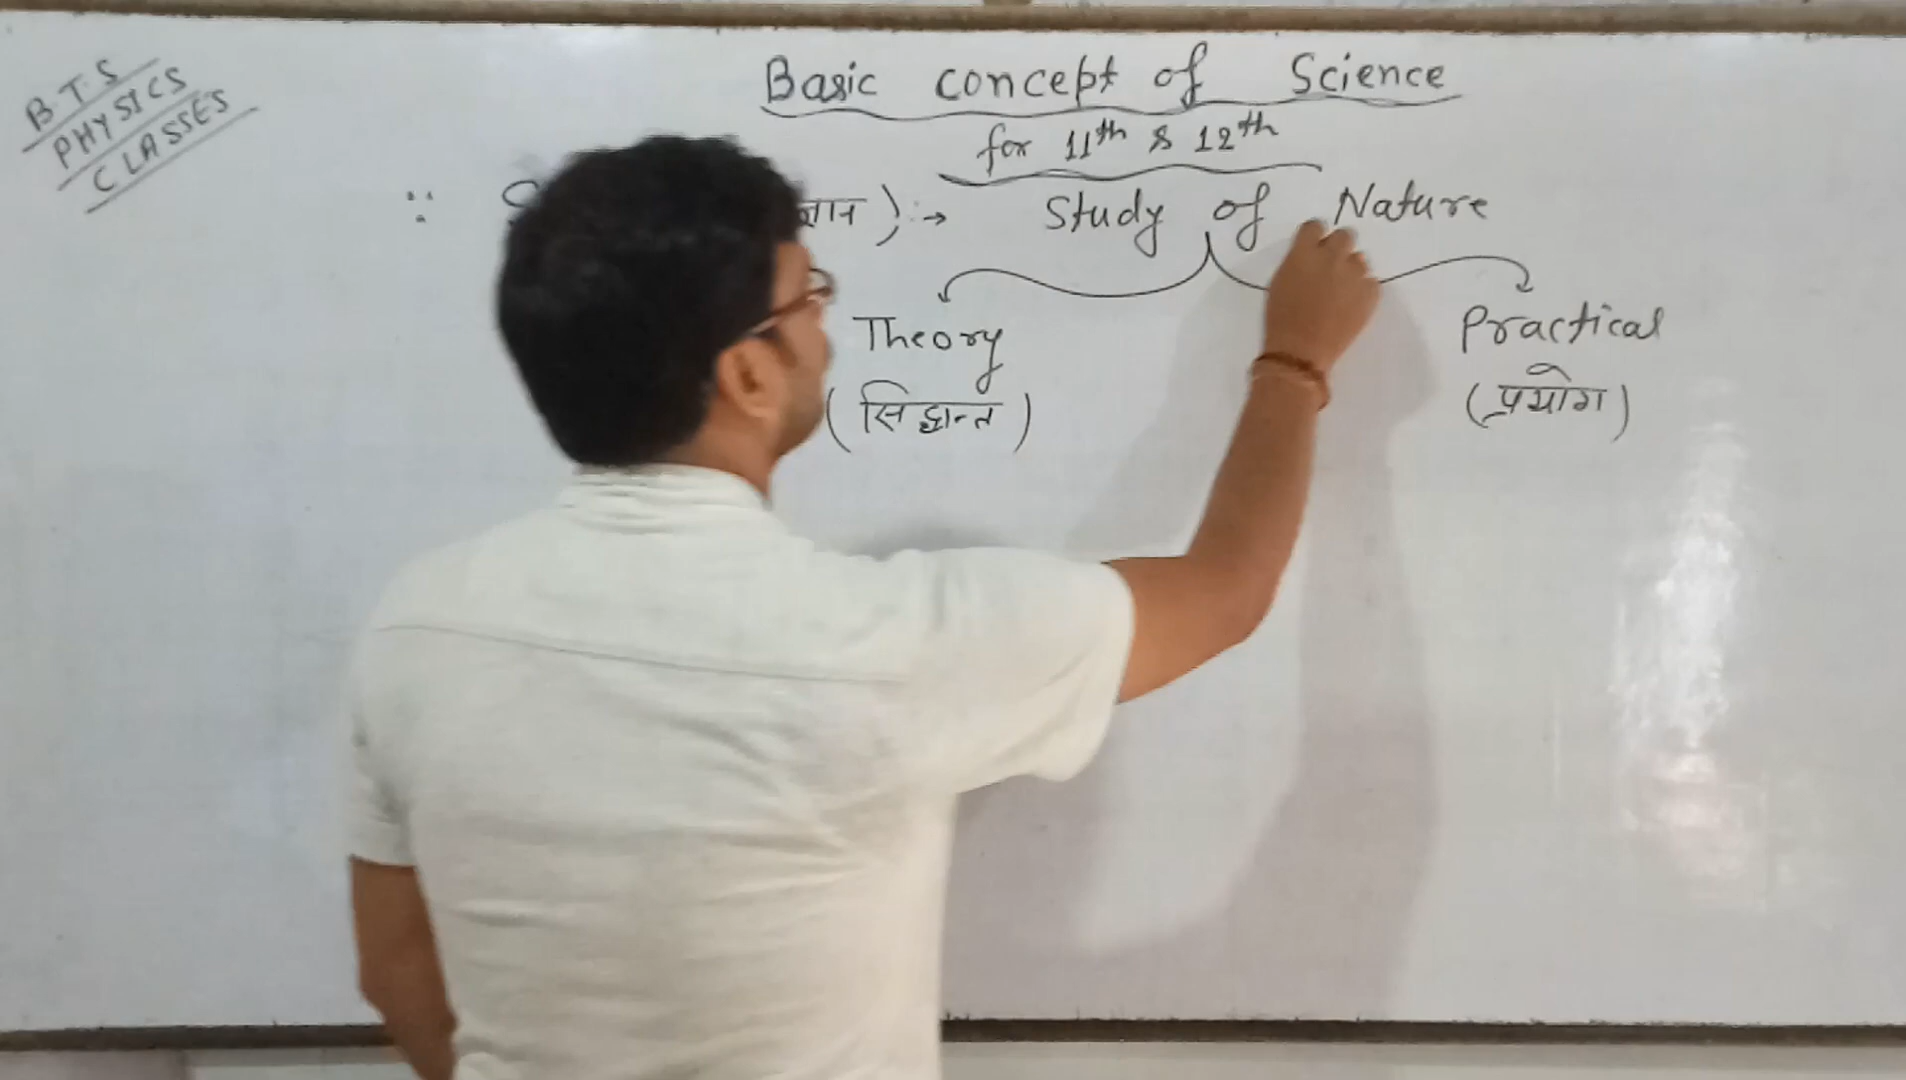 B.T.S
PHYSICS
CLASSES
Basic concept of Science
for 11th & 12th
) :→ Study of Nature
Theory Practical
(सिद्धान्त) (प्रयोग)